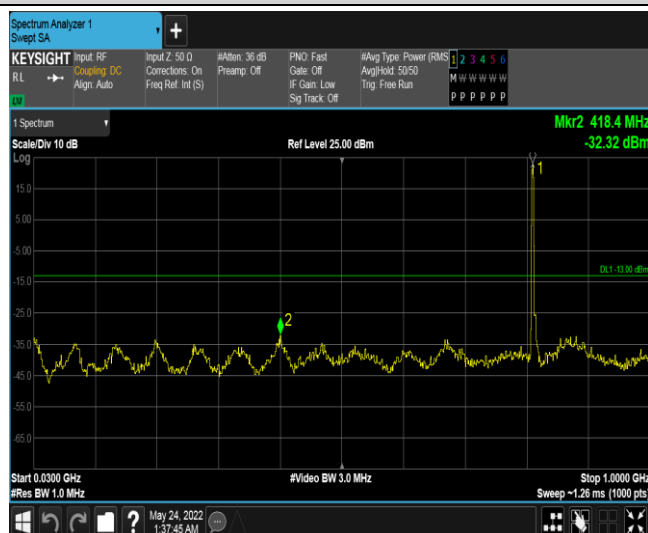 Spectrum Analyzer 1
Swept SA
KEYSIGHT
RL
Input: RF
Coupling: DC
Align: Auto
Input Z: 50 Ω
Corrections: On
Freq Ref: Int (S)
#Atten: 36 dB
Preamp: Off
PNO: Fast
Gate: Off
IF Gain: Low
Sig Track: Off
#Avg Type: Power (RMS
Avg|Hold: 50/50
Trig: Free Run
1 2 3 4 5 6
M W W W W W
P P P P P P
1 Spectrum
Scale/Div 10 dB
Ref Level 25.00 dBm
Mkr2 418.4 MHz
-32.32 dBm
Log
15.0
5.00
-5.00
-15.0
-25.0
-35.0
-45.0
-55.0
-65.0
1
DL1 -13.00 dBm
2
Start 0.0300 GHz
#Res BW 1.0 MHz
#Video BW 3.0 MHz
Stop 1.0000 GHz
Sweep ~1.26 ms (1000 pts)
May 24, 2022
1:37:45 AM